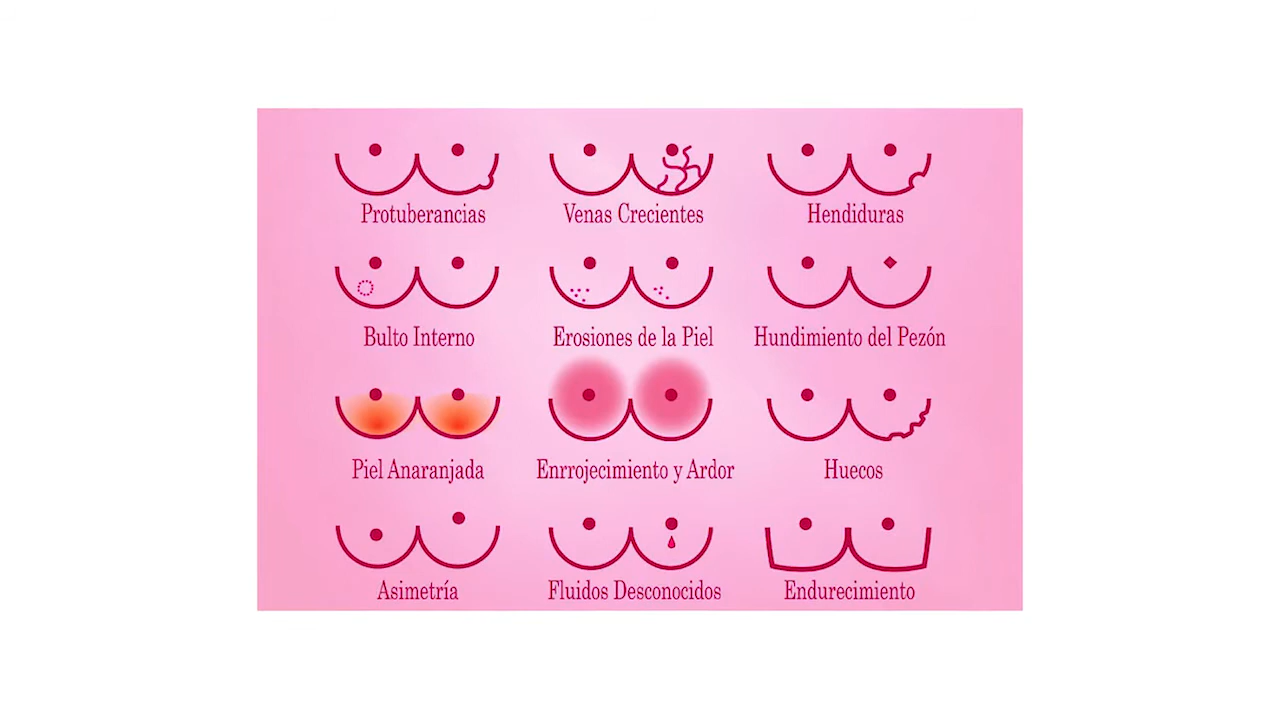 Protuberancias
Venas Crecientes
Hendiduras
Bulto Interno
Erosiones de la Piel
Hundimiento del Pezón
Piel Anaranjada
Enrrojecimiento y Ardor
Huecos
Asimetría
Fluidos Desconocidos
Endurecimiento